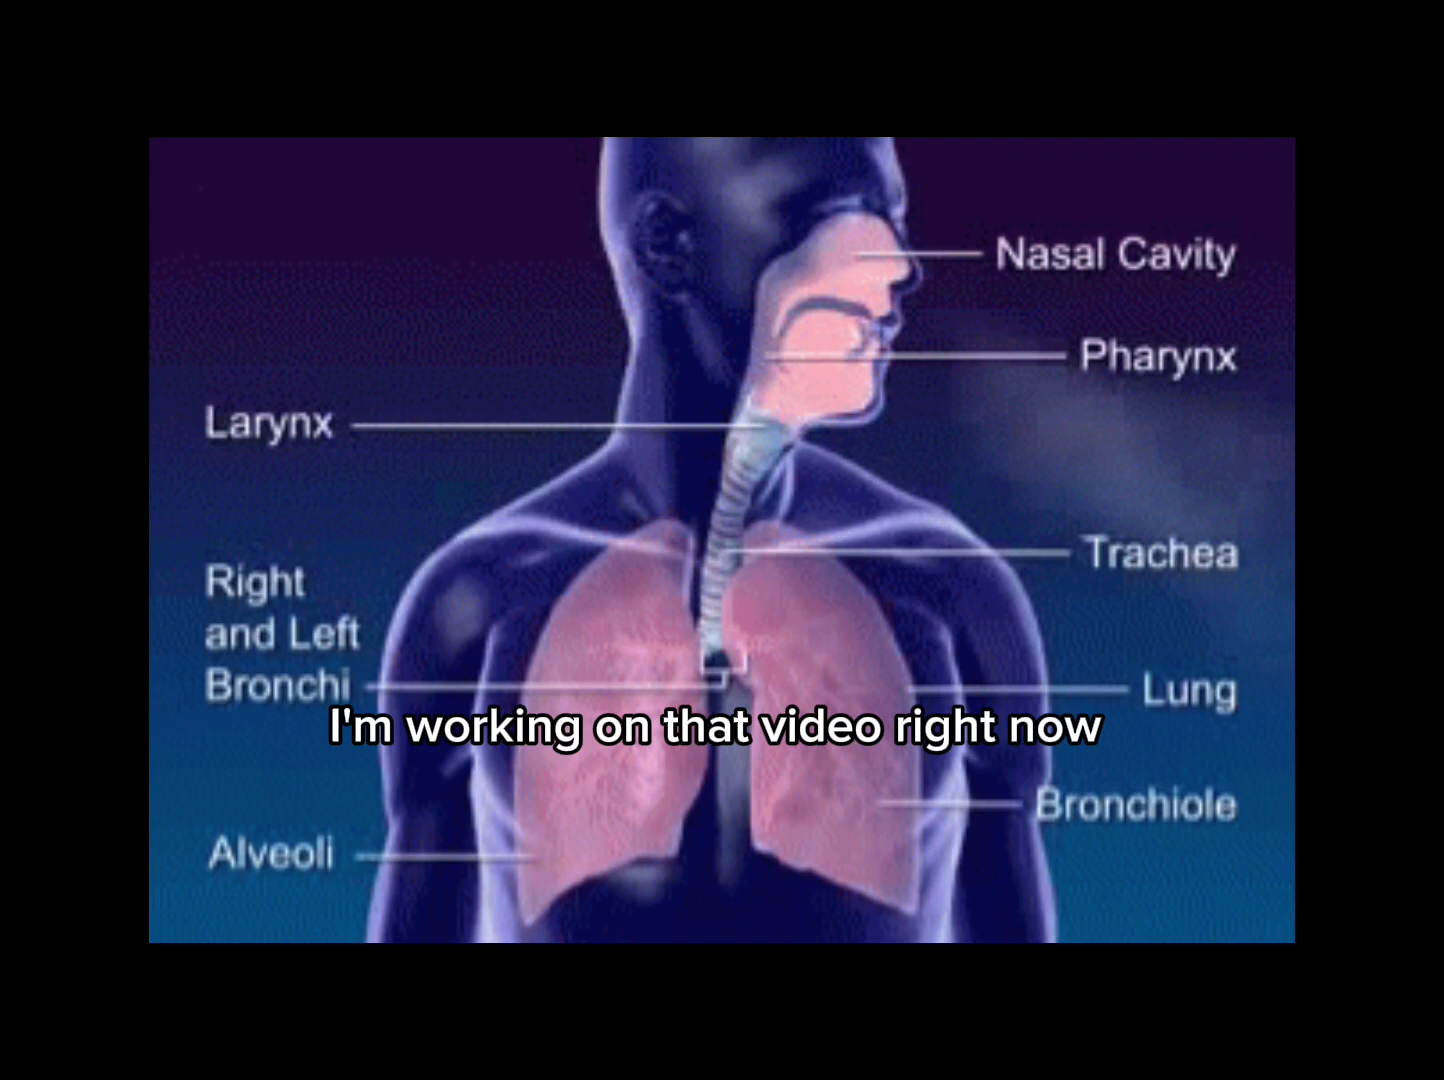 Nasal Cavity
Pharynx
Larynx
Trachea
Right
and Left
Bronchi
Lung
I'm working on that video right now
Bronchiole
Alveoli